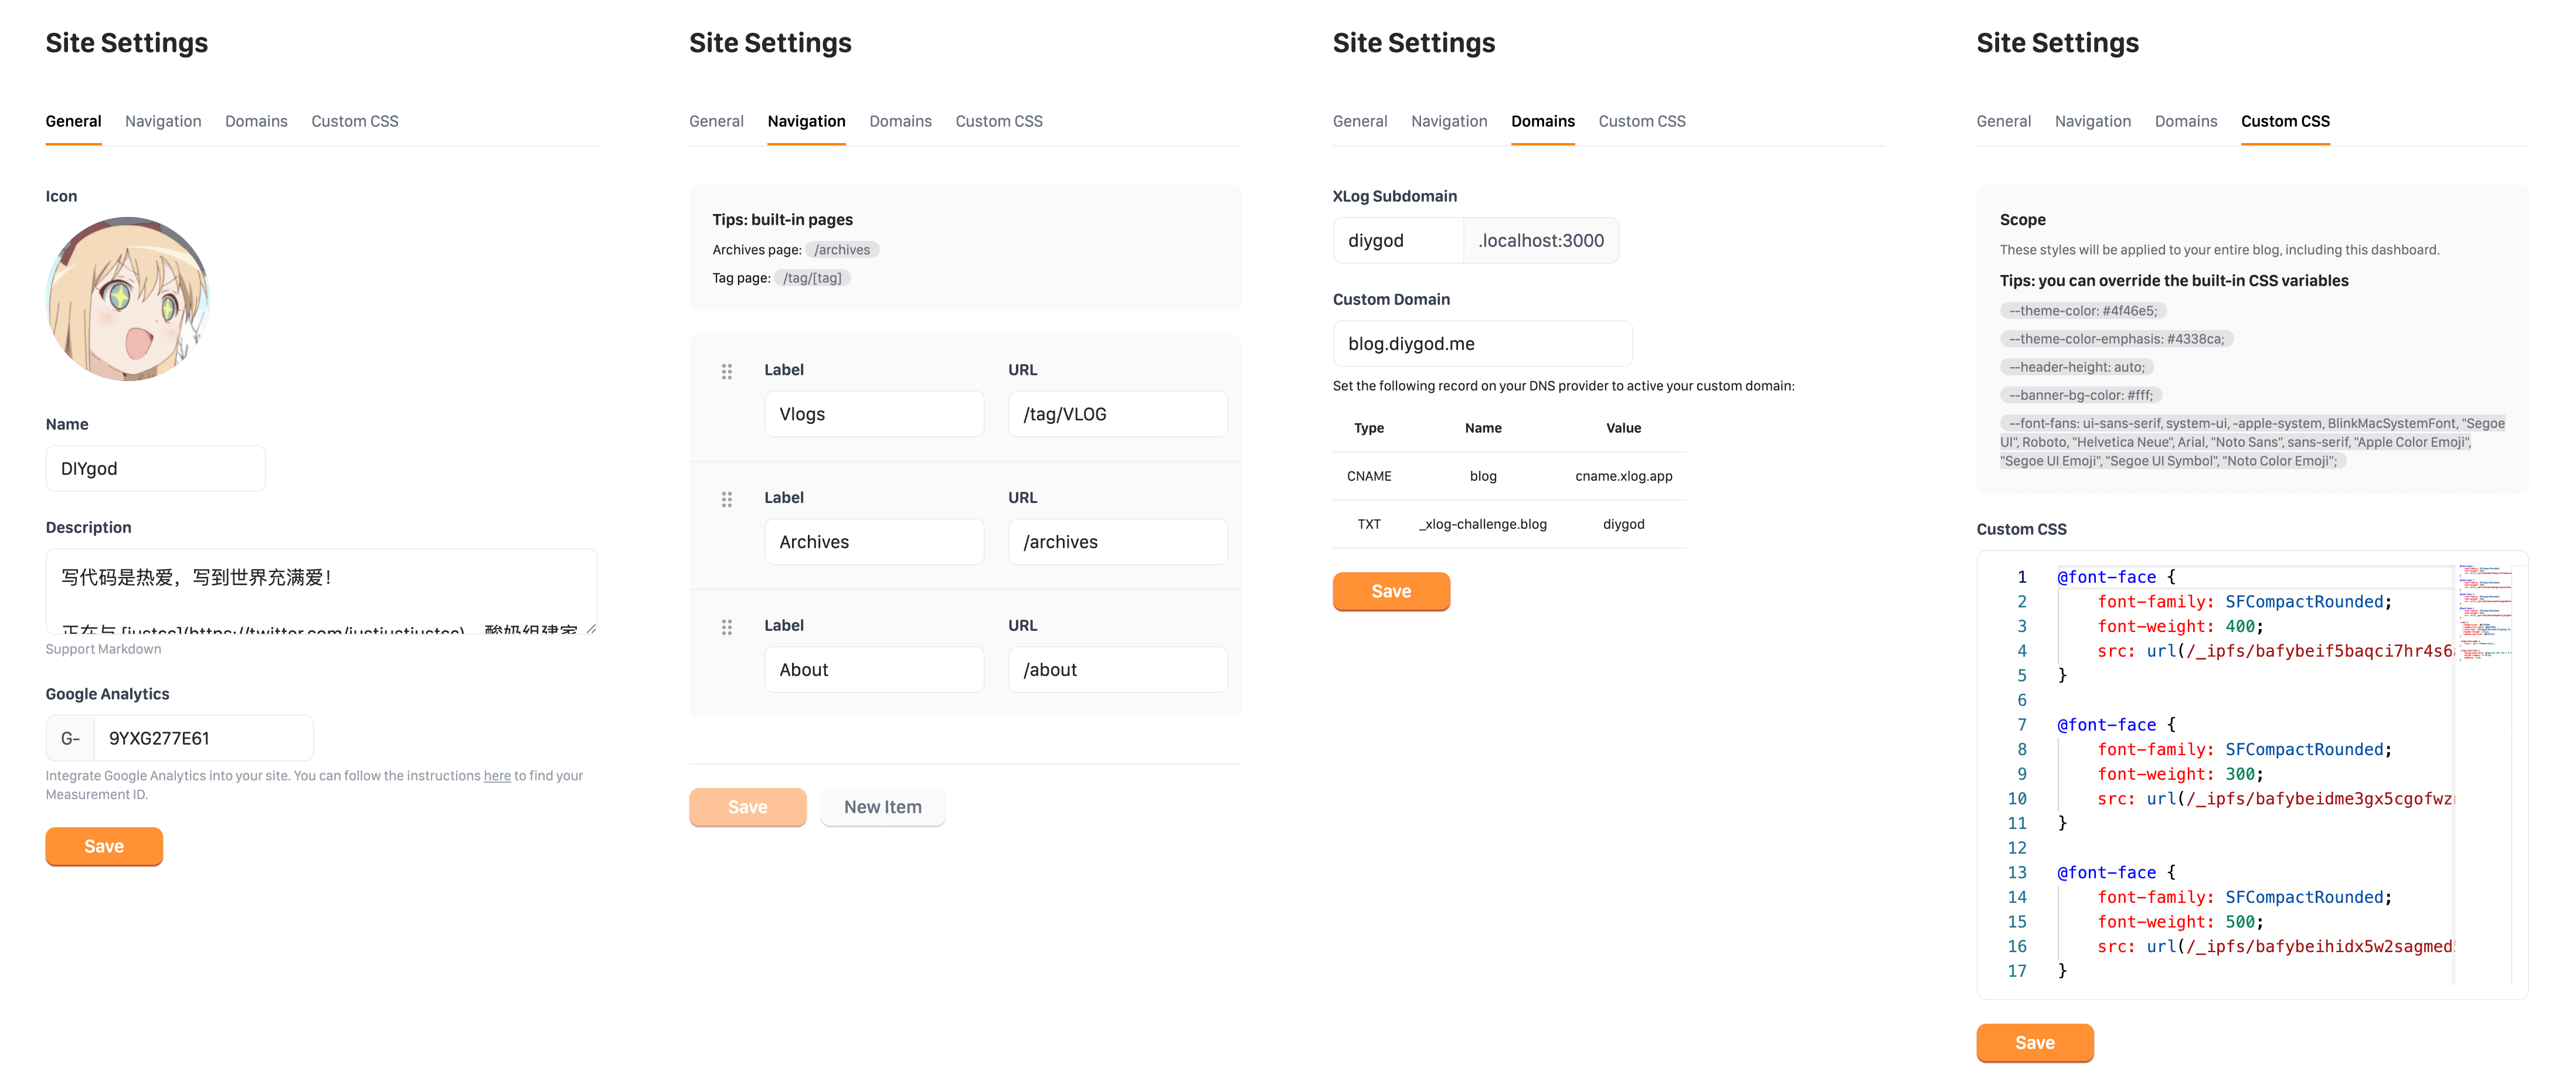 Site Settings
General Navigation Domains Custom CSS
Icon
Name
DIYgod
Description
写代码是热爱，写到世界充满爱！
正在与 [justcc](https://twitter.com/justjustjustcc)
Support Markdown
Google Analytics
G- 9YXG277E61
Integrate Google Analytics into your site. You can follow the instructions here to find your
Measurement ID.
Save
Site Settings
General Navigation Domains Custom CSS
Tips: built-in pages
Archives page: /archives
Tag page: /tag/[tag]
Label URL
Vlogs /tag/VLOG
Label URL
Archives /archives
Label URL
About /about
Save New Item
Site Settings
General Navigation Domains Custom CSS
XLog Subdomain
diygod .localhost:3000
Custom Domain
blog.diygod.me
Set the following record on your DNS provider to active your custom domain:
Type Name Value
CNAME blog cname.xlog.app
TXT _xlog-challenge.blog diygod
Save
Site Settings
General Navigation Domains Custom CSS
Scope
These styles will be applied to your entire blog, including this dashboard.
Tips: you can override the built-in CSS variables
--theme-color: #4f46e5;
--theme-color-emphasis: #4338ca;
--header-height: auto;
--banner-bg-color: #fff;
--font-fans: ui-sans-serif, system-ui, -apple-system, BlinkMacSystemFont, "Segoe
UI", Roboto, "Helvetica Neue", Arial, "Noto Sans", sans-serif, "Apple Color Emoji",
"Segoe UI Emoji", "Segoe UI Symbol", "Noto Color Emoji";
Custom CSS
1 @font-face {
2 font-family: SFCompactRounded;
3 font-weight: 400;
4 src: url(/_ipfs/bafybeif5baqci7hr4s6
5 }
6
7 @font-face {
8 font-family: SFCompactRounded;
9 font-weight: 300;
10 src: url(/_ipfs/bafybeidme3gx5cgofwz
11 }
12
13 @font-face {
14 font-family: SFCompactRounded;
15 font-weight: 500;
16 src: url(/_ipfs/bafybeihidx5w2sagmed
17 }
Save